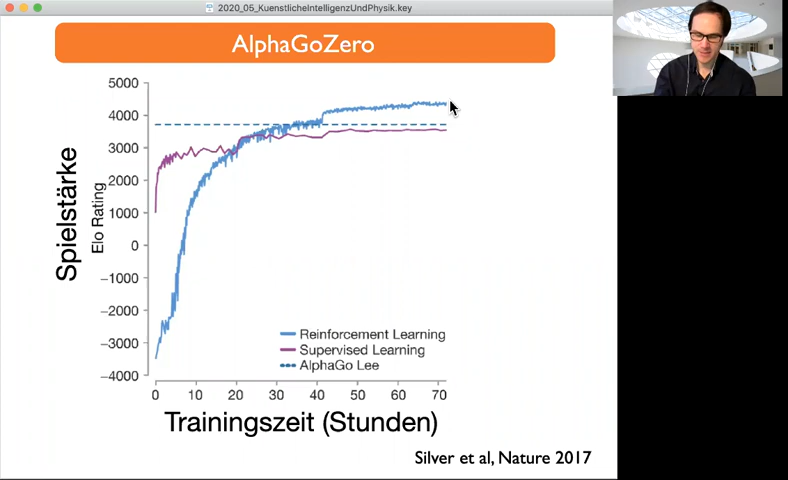 2020_05_KuenstlicheIntelligenzUndPhysik.key
AlphaGoZero
5000
4000
3000
2000
1000
0
−1000
−2000
−3000
−4000
Spielstärke
Elo Rating
Reinforcement Learning
Supervised Learning
AlphaGo Lee
0 10 20 30 40 50 60 70
Trainingszeit (Stunden)
Silver et al, Nature 2017